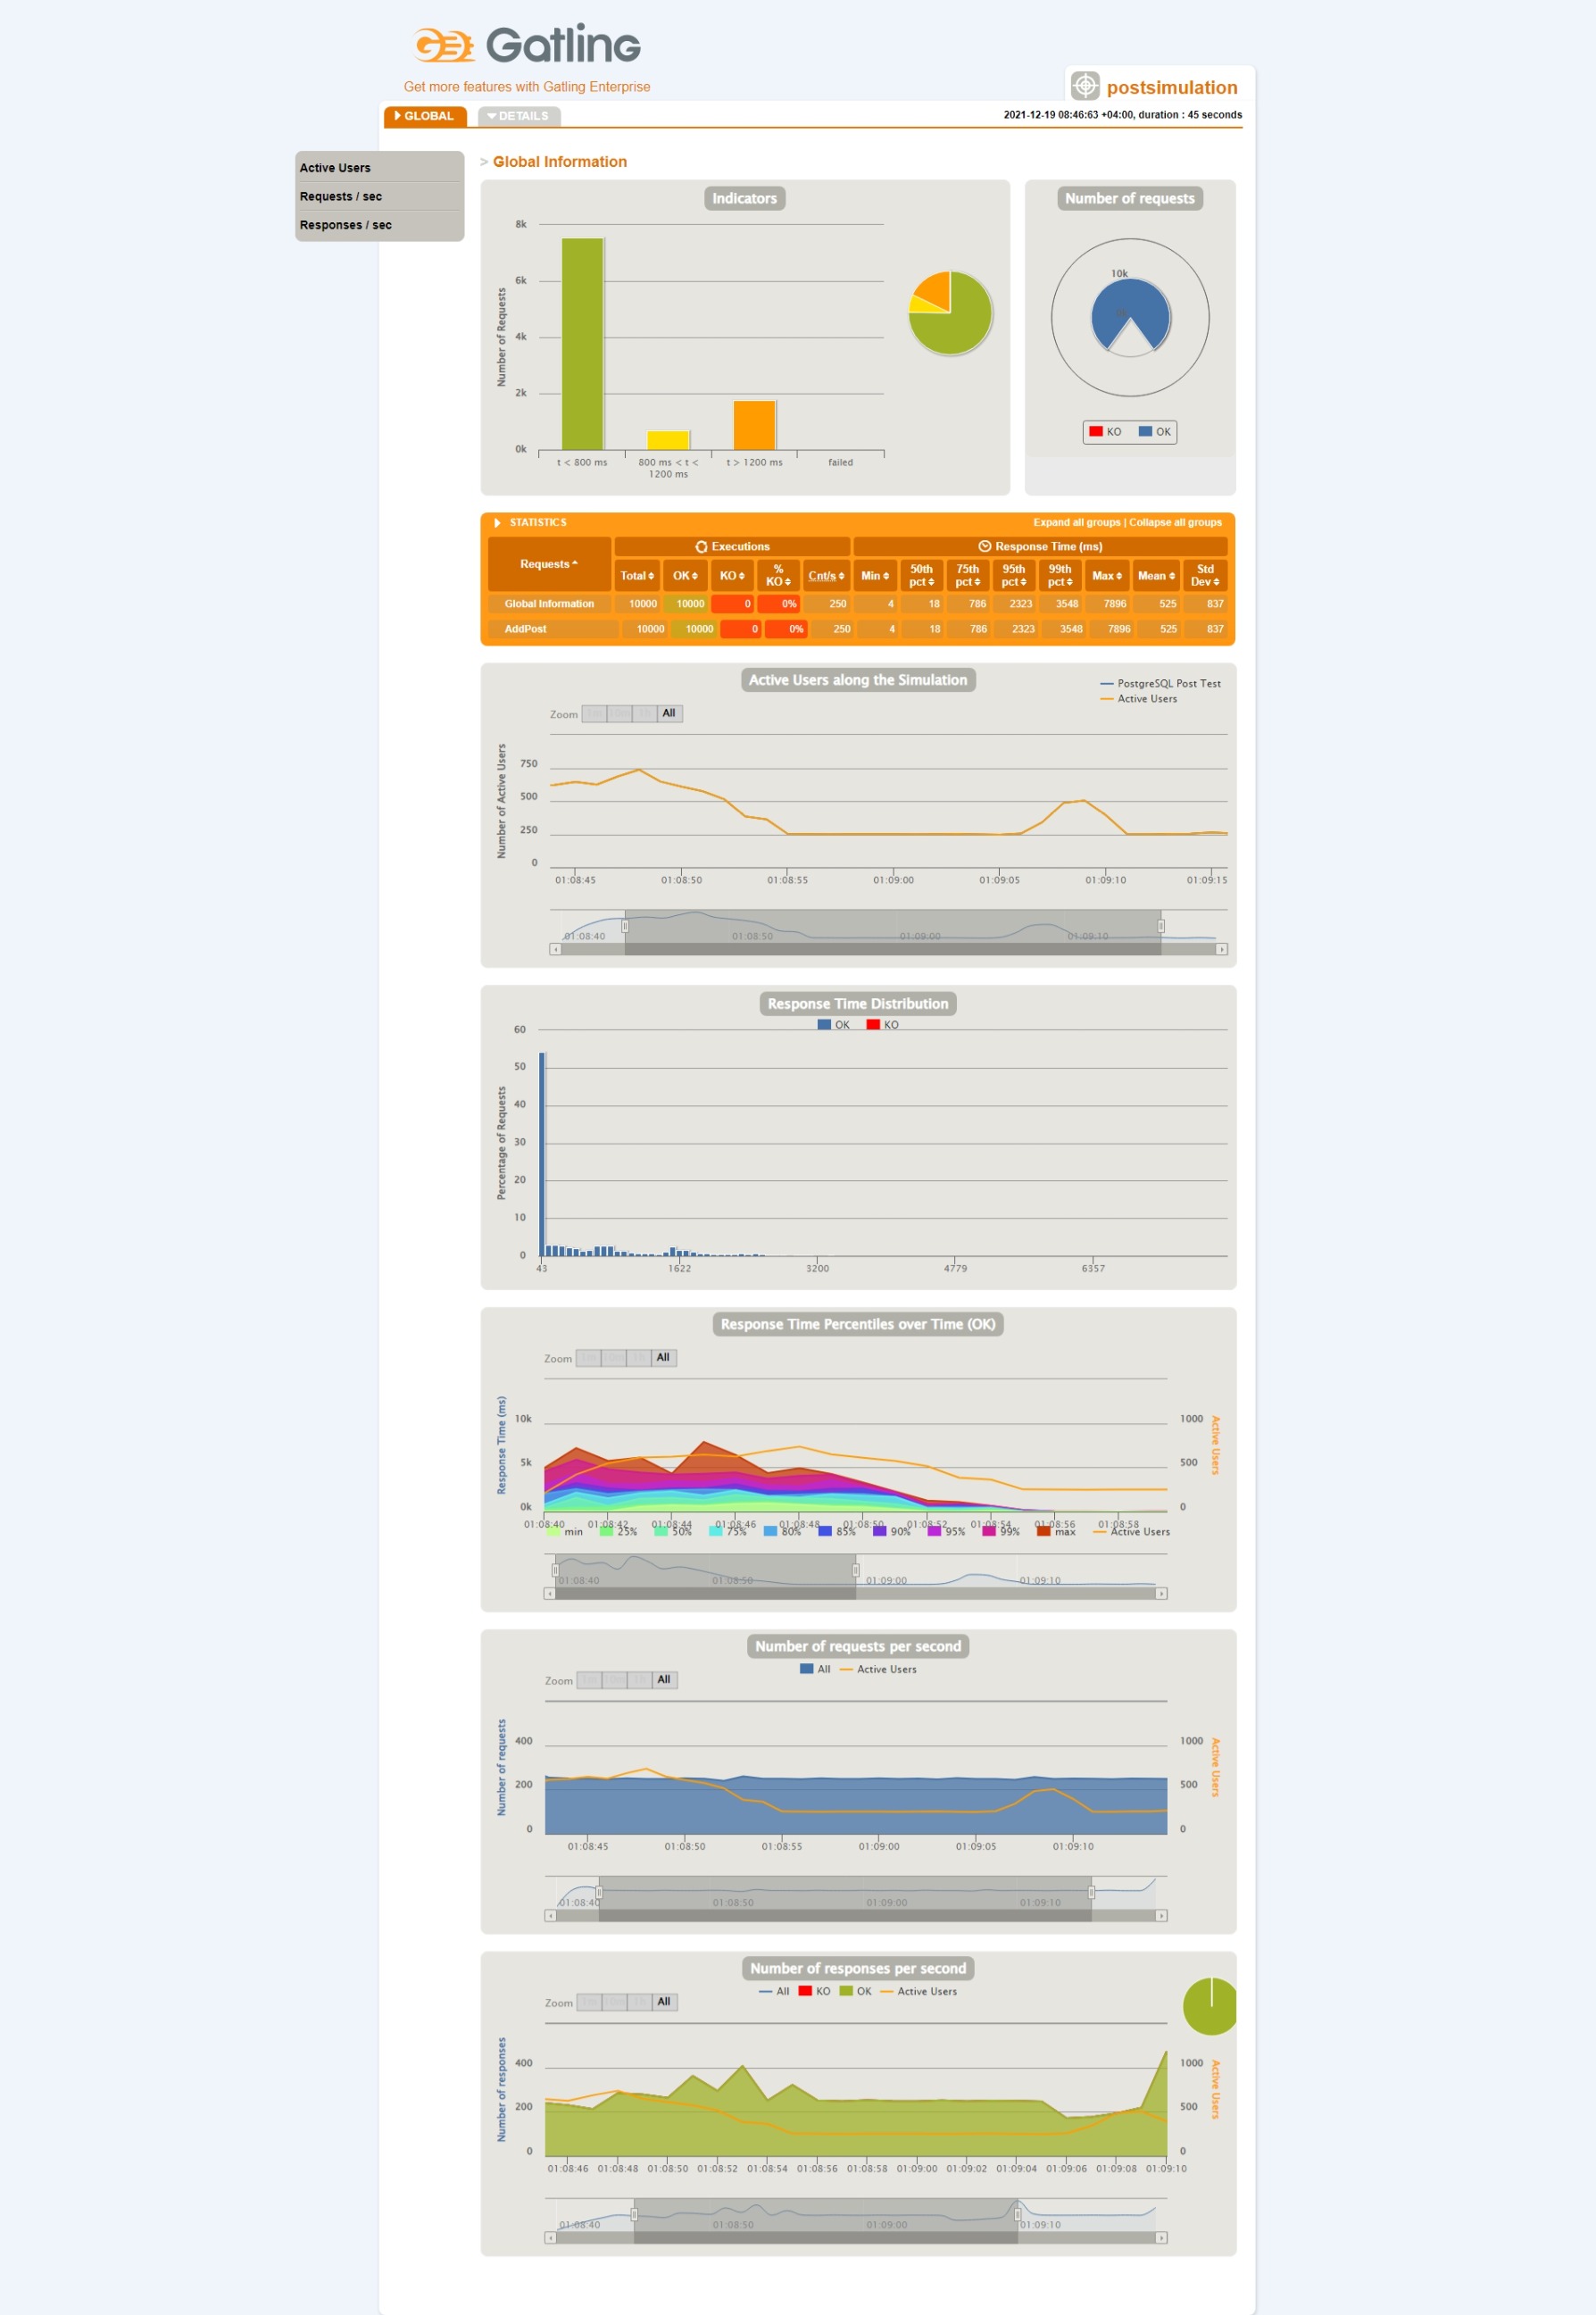 Gatling
Get more features with Gatling Enterprise
postsimulation
GLOBAL
DETAILS
2021-12-19 08:46:63 +04:00, duration : 45 seconds
Active Users
Requests / sec
Responses / sec
> Global Information
Indicators
Number of Requests
8k
6k
4k
2k
0k
t < 800 ms
800 ms < t <
1200 ms
t > 1200 ms
failed
Number of requests
10k
KO OK
STATISTICS
Expand all groups | Collapse all groups
Requests
Executions
Response Time (ms)
Total OK KO % KO Cnt/s Min 50th pct 75th pct 95th pct 99th pct Max Mean Std Dev
Global Information 10000 10000 0 0% 250 4 18 786 2323 3548 7896 525 837
AddPost 10000 10000 0 0% 250 4 18 786 2323 3548 7896 525 837
Active Users along the Simulation
PostgreSQL Post Test
Active Users
Zoom All
Number of Active Users
750
500
250
0
01:08:45 01:08:50 01:08:55 01:09:00 01:09:05 01:09:10 01:09:15
01:08:40 01:08:50 01:09:00 01:09:10
Response Time Distribution
OK KO
Percentage of Requests
60
50
40
30
20
10
0
43 1622 3200 4779 6357
Response Time Percentiles over Time (OK)
Zoom All
Response Time (ms)
Active Users
10k 1000
5k 500
0k 0
01:08:40 01:08:42 01:08:44 01:08:46 01:08:48 01:08:50 01:08:52 01:08:54 01:08:56 01:08:58
min 25% 50% 75% 80% 85% 90% 95% 99% max Active Users
01:08:40 01:08:50 01:09:00 01:09:10
Number of requests per second
All Active Users
Zoom All
Number of requests
Active Users
400 1000
200 500
0 0
01:08:45 01:08:50 01:08:55 01:09:00 01:09:05 01:09:10
01:08:40 01:08:50 01:09:00 01:09:10
Number of responses per second
All KO OK Active Users
Zoom All
Number of responses
Active Users
400 1000
200 500
0 0
01:08:46 01:08:48 01:08:50 01:08:52 01:08:54 01:08:56 01:08:58 01:09:00 01:09:02 01:09:04 01:09:06 01:09:08 01:09:10
01:08:40 01:08:50 01:09:00 01:09:10